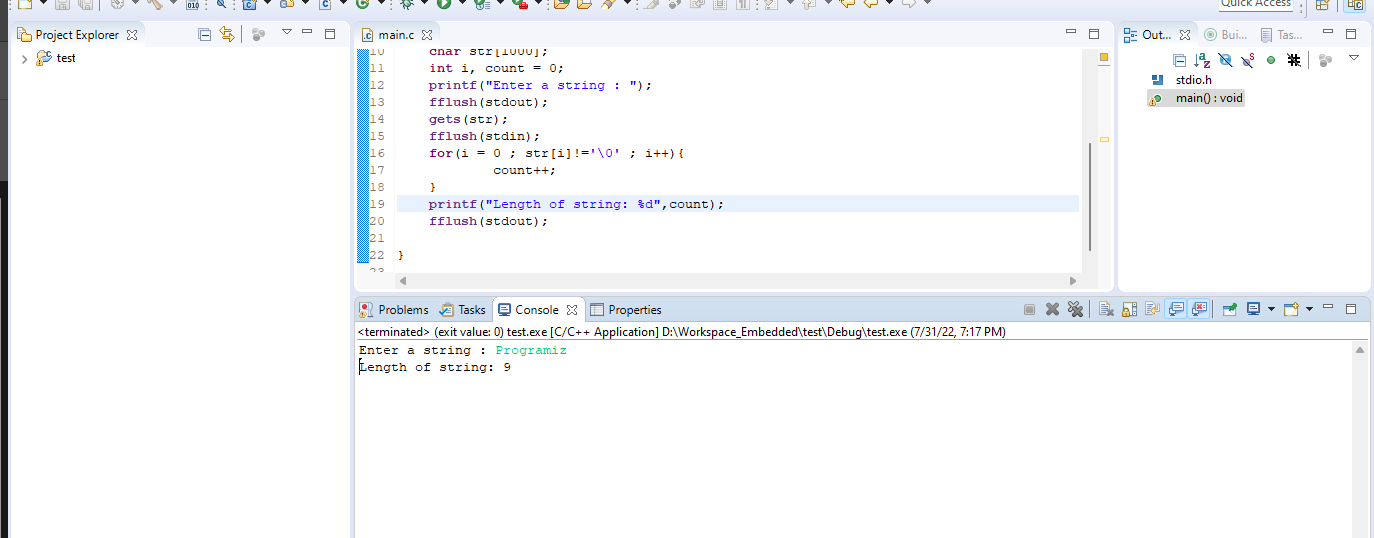 Quick Access
Project Explorer
test
main.c
10 char str[1000];
11 int i, count = 0;
12 printf("Enter a string : ");
13 fflush(stdout);
14 gets(str);
15 fflush(stdin);
16 for(i = 0 ; str[i]!='\0' ; i++){
17 count++;
18 }
19 printf("Length of string: %d",count);
20 fflush(stdout);
21
22 }
23
Out...
Bui...
Tas...
stdio.h
main() : void
Problems Tasks Console Properties
<terminated> (exit value: 0) test.exe [C/C++ Application] D:\Workspace_Embedded\test\Debug\test.exe (7/31/22, 7:17 PM)
Enter a string : Programiz
Length of string: 9